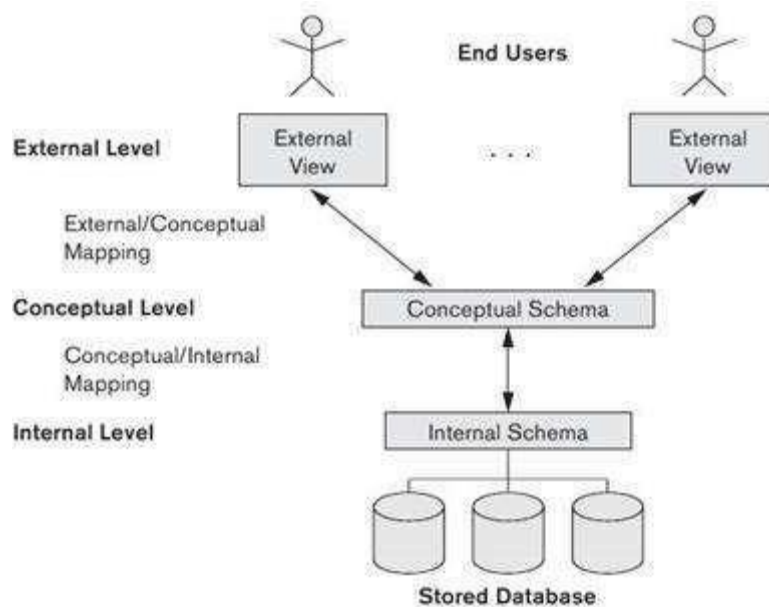 End Users
External Level
External
View
. . .
External
View
External/Conceptual
Mapping
Conceptual Level
Conceptual Schema
Conceptual/Internal
Mapping
Internal Level
Internal Schema
Stored Database